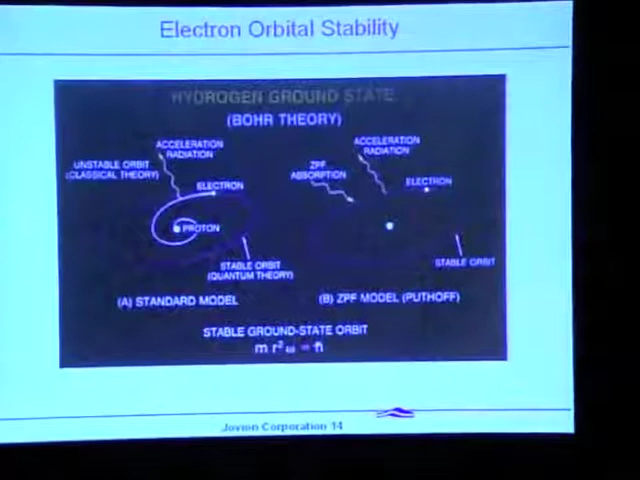 Electron Orbital Stability
HYDROGEN GROUND STATE
(BOHR THEORY)
ACCELERATION
RADIATION
UNSTABLE ORBIT
(CLASSICAL THEORY)
ELECTRON
PROTON
STABLE ORBIT
(QUANTUM THEORY)
(A) STANDARD MODEL
ACCELERATION
RADIATION
ZPF
ABSORPTION
ELECTRON
STABLE ORBIT
(B) ZPF MODEL (PUTHOFF)
STABLE GROUND-STATE ORBIT
m r² ω = ħ
Jovion Corporation 14